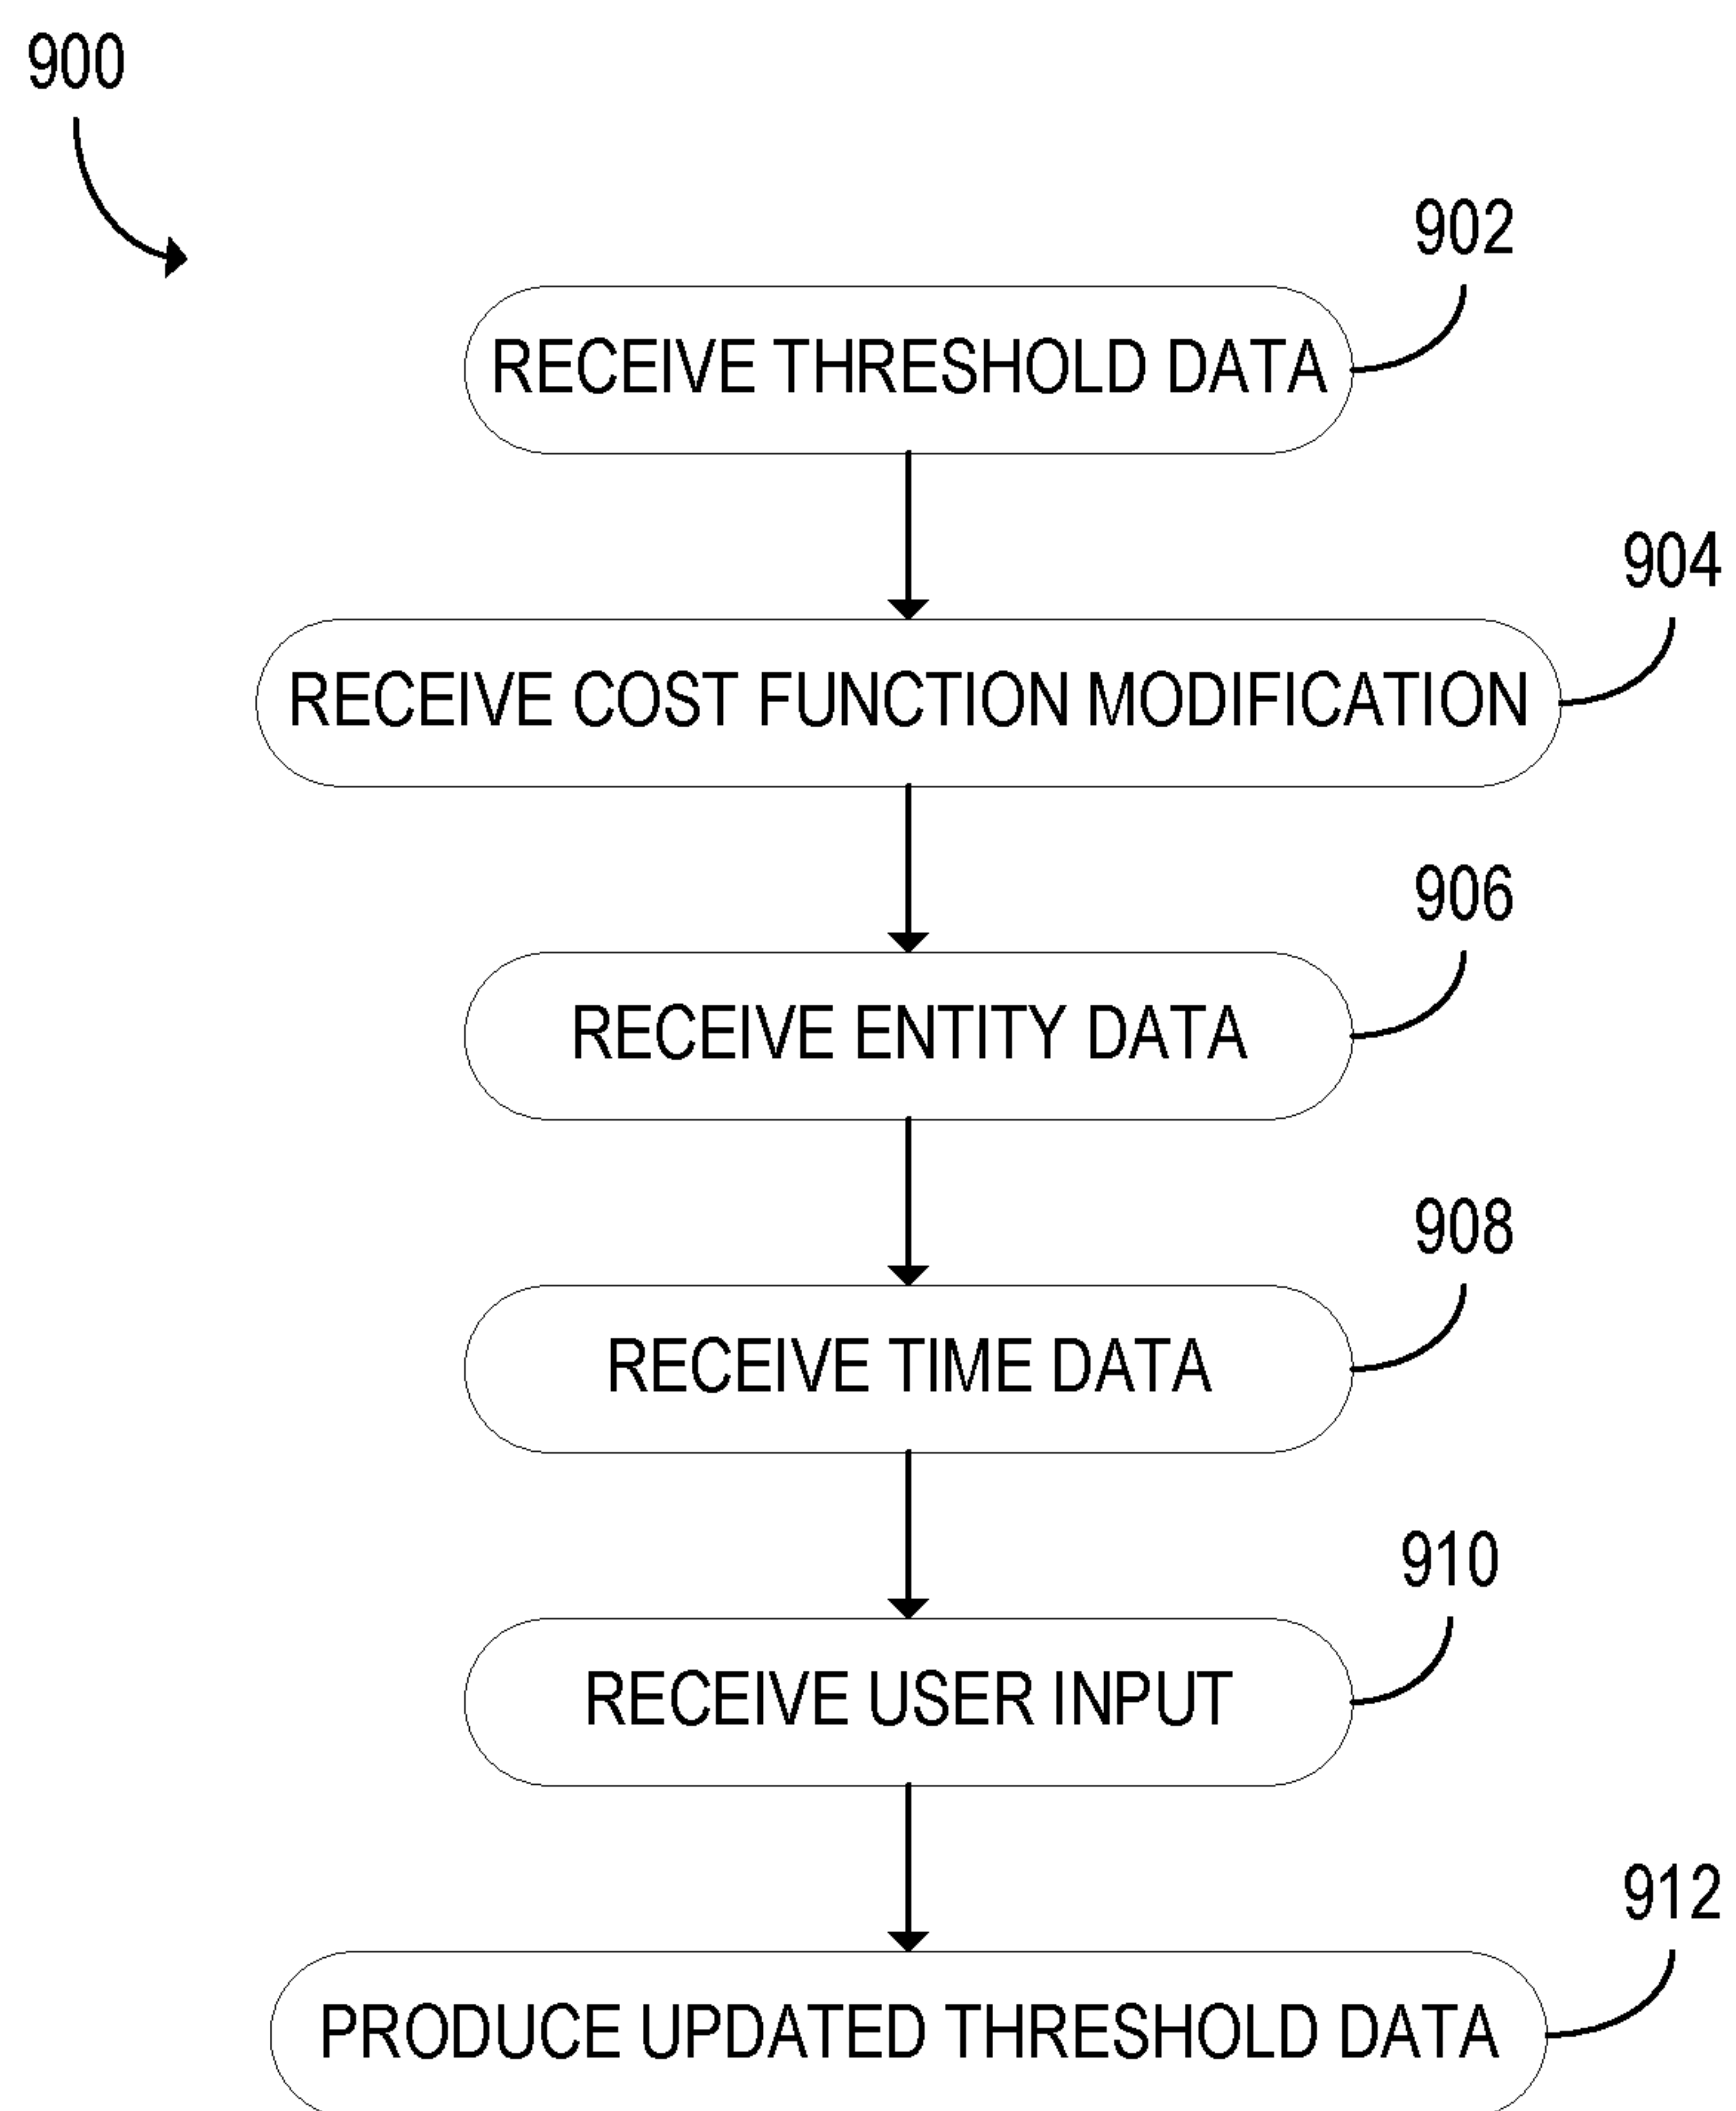 900
902
RECEIVE THRESHOLD DATA
904
RECEIVE COST FUNCTION MODIFICATION
906
RECEIVE ENTITY DATA
908
RECEIVE TIME DATA
910
RECEIVE USER INPUT
912
PRODUCE UPDATED THRESHOLD DATA